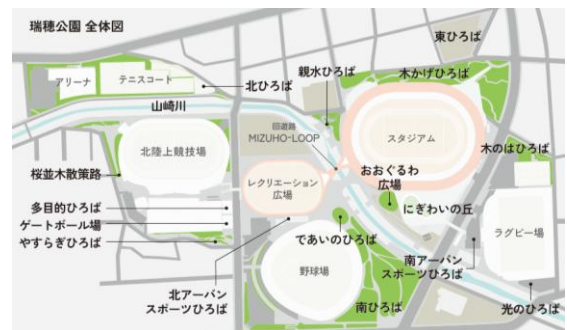 瑞穂公園 全体図
東ひろば
アリーナ
テニスコート
北ひろば
親水ひろば
木かげひろば
山崎川
回遊路
MIZUHO-LOOP
スタジアム
北陸上競技場
木のはひろば
桜並木散策路
レクリエーション
広場
おおぐるわ
広場
にぎわいの丘
多目的ひろば
ゲートボール場
やすらぎひろば
であいのひろば
ラグビー場
野球場
南アーバン
スポーツひろば
北アーバン
スポーツひろば
南ひろば
光のひろば